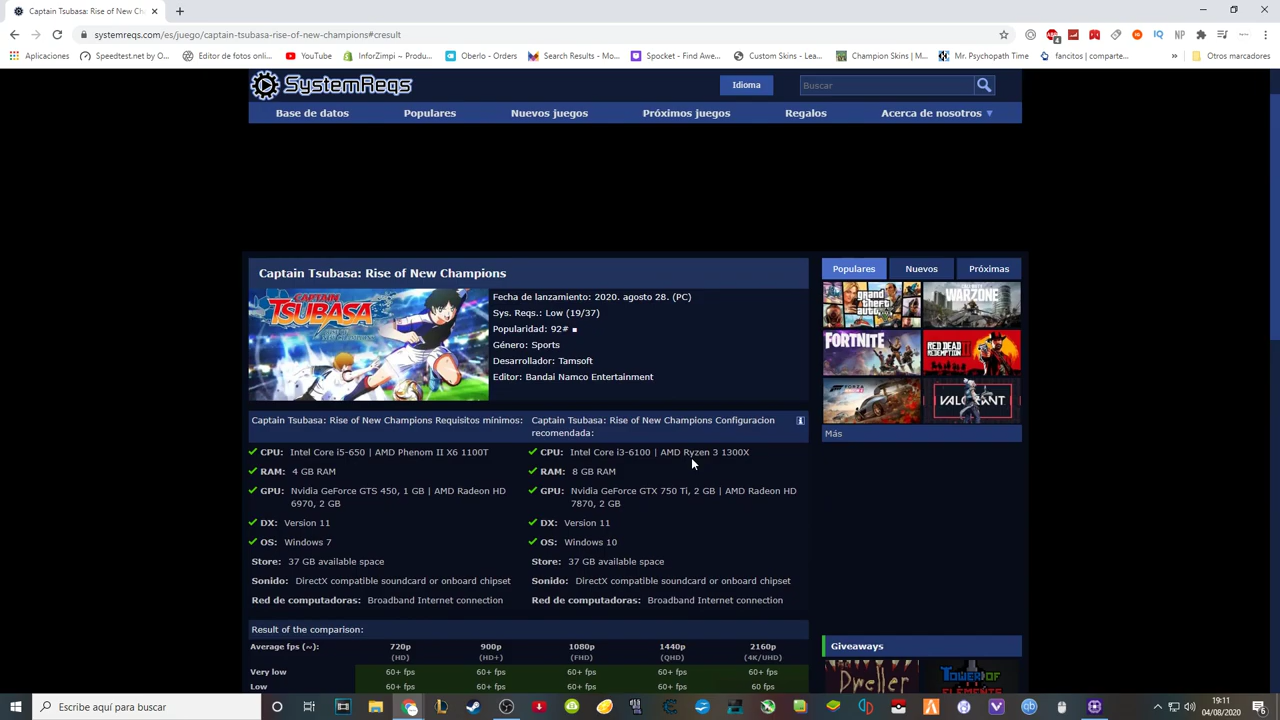 Captain Tsubasa: Rise of New Ch
systemreqs.com/es/juego/captain-tsubasa-rise-of-new-champions#cresult
Aplicaciones
Speedtest.net by O...
Editor de fotos onli...
YouTube
InforZimpi ~ Produ...
Oberlo - Orders
Search Results - Mo...
Spocket - Find Awe...
Custom Skins - Lea...
Champion Skins | M...
Mr. Psychopath Time
fancitos | comparte...
»
Otros marcadores
SystemReqs
Idioma
Buscar
Base de datos
Populares
Nuevos juegos
Próximos juegos
Regalos
Acerca de nosotros ▼
Captain Tsubasa: Rise of New Champions
CAPTAIN TSUBASA
Fecha de lanzamiento: 2020. agosto 28. (PC)
Sys. Reqs.: Low (19/37)
Popularidad: 92# ■
Género: Sports
Desarrollador: Tamsoft
Editor: Bandai Namco Entertainment
Populares
Nuevos
Próximas
grand theft auto
WARZONE
FORTNITE
RED DEAD REDEMPTION II
VALORANT
Más
Captain Tsubasa: Rise of New Champions Requisitos mínimos:
CPU: Intel Core i5-650 | AMD Phenom II X6 1100T
RAM: 4 GB RAM
GPU: Nvidia GeForce GTS 450, 1 GB | AMD Radeon HD
6970, 2 GB
DX: Version 11
OS: Windows 7
Store: 37 GB available space
Sonido: DirectX compatible soundcard or onboard chipset
Red de computadoras: Broadband Internet connection
Captain Tsubasa: Rise of New Champions Configuracion
recomendada:
CPU: Intel Core i3-6100 | AMD Ryzen 3 1300X
RAM: 8 GB RAM
GPU: Nvidia GeForce GTX 750 Ti, 2 GB | AMD Radeon HD
7870, 2 GB
DX: Version 11
OS: Windows 10
Store: 37 GB available space
Sonido: DirectX compatible soundcard or onboard chipset
Red de computadoras: Broadband Internet connection
Result of the comparison:
Average fps (~): 720p 900p 1080p 1440p 2160p
(HD) (HD+) (FHD) (QHD) (4K/UHD)
Very low 60+ fps 60+ fps 60+ fps 60+ fps 60+ fps
Low 60+ fps 60+ fps 60+ fps 60+ fps 60 fps
Giveaways
Dweller
TOWER OF
ELEMENTS
Escribe aquí para buscar
19:11
04/08/2020